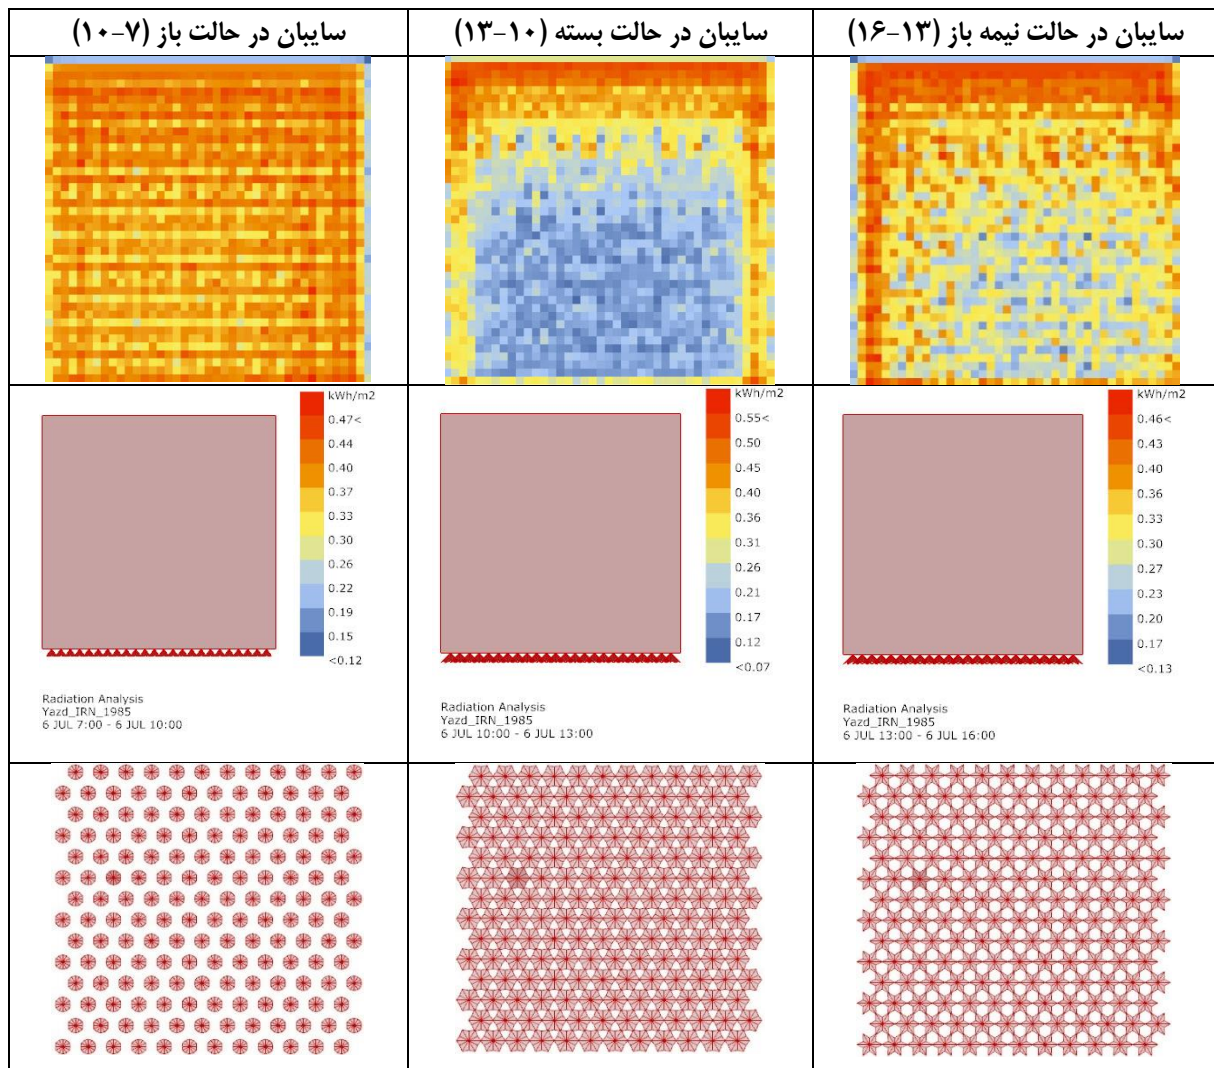 سایبان در حالت باز (۷-۱۰)
سایبان در حالت بسته (۱۰-۱۳)
سایبان در حالت نیمه باز (۱۳-۱۶)
kWh/m2
0.47<
0.44
0.40
0.37
0.33
0.30
0.26
0.22
0.19
0.15
<0.12
Radiation Analysis
Yazd_IRN_1985
6 JUL 7:00 - 6 JUL 10:00
kWh/m2
0.55<
0.50
0.45
0.40
0.36
0.31
0.26
0.21
0.17
0.12
<0.07
Radiation Analysis
Yazd_IRN_1985
6 JUL 10:00 - 6 JUL 13:00
kWh/m2
0.46<
0.43
0.40
0.36
0.33
0.30
0.27
0.23
0.20
0.17
<0.13
Radiation Analysis
Yazd_IRN_1985
6 JUL 13:00 - 6 JUL 16:00